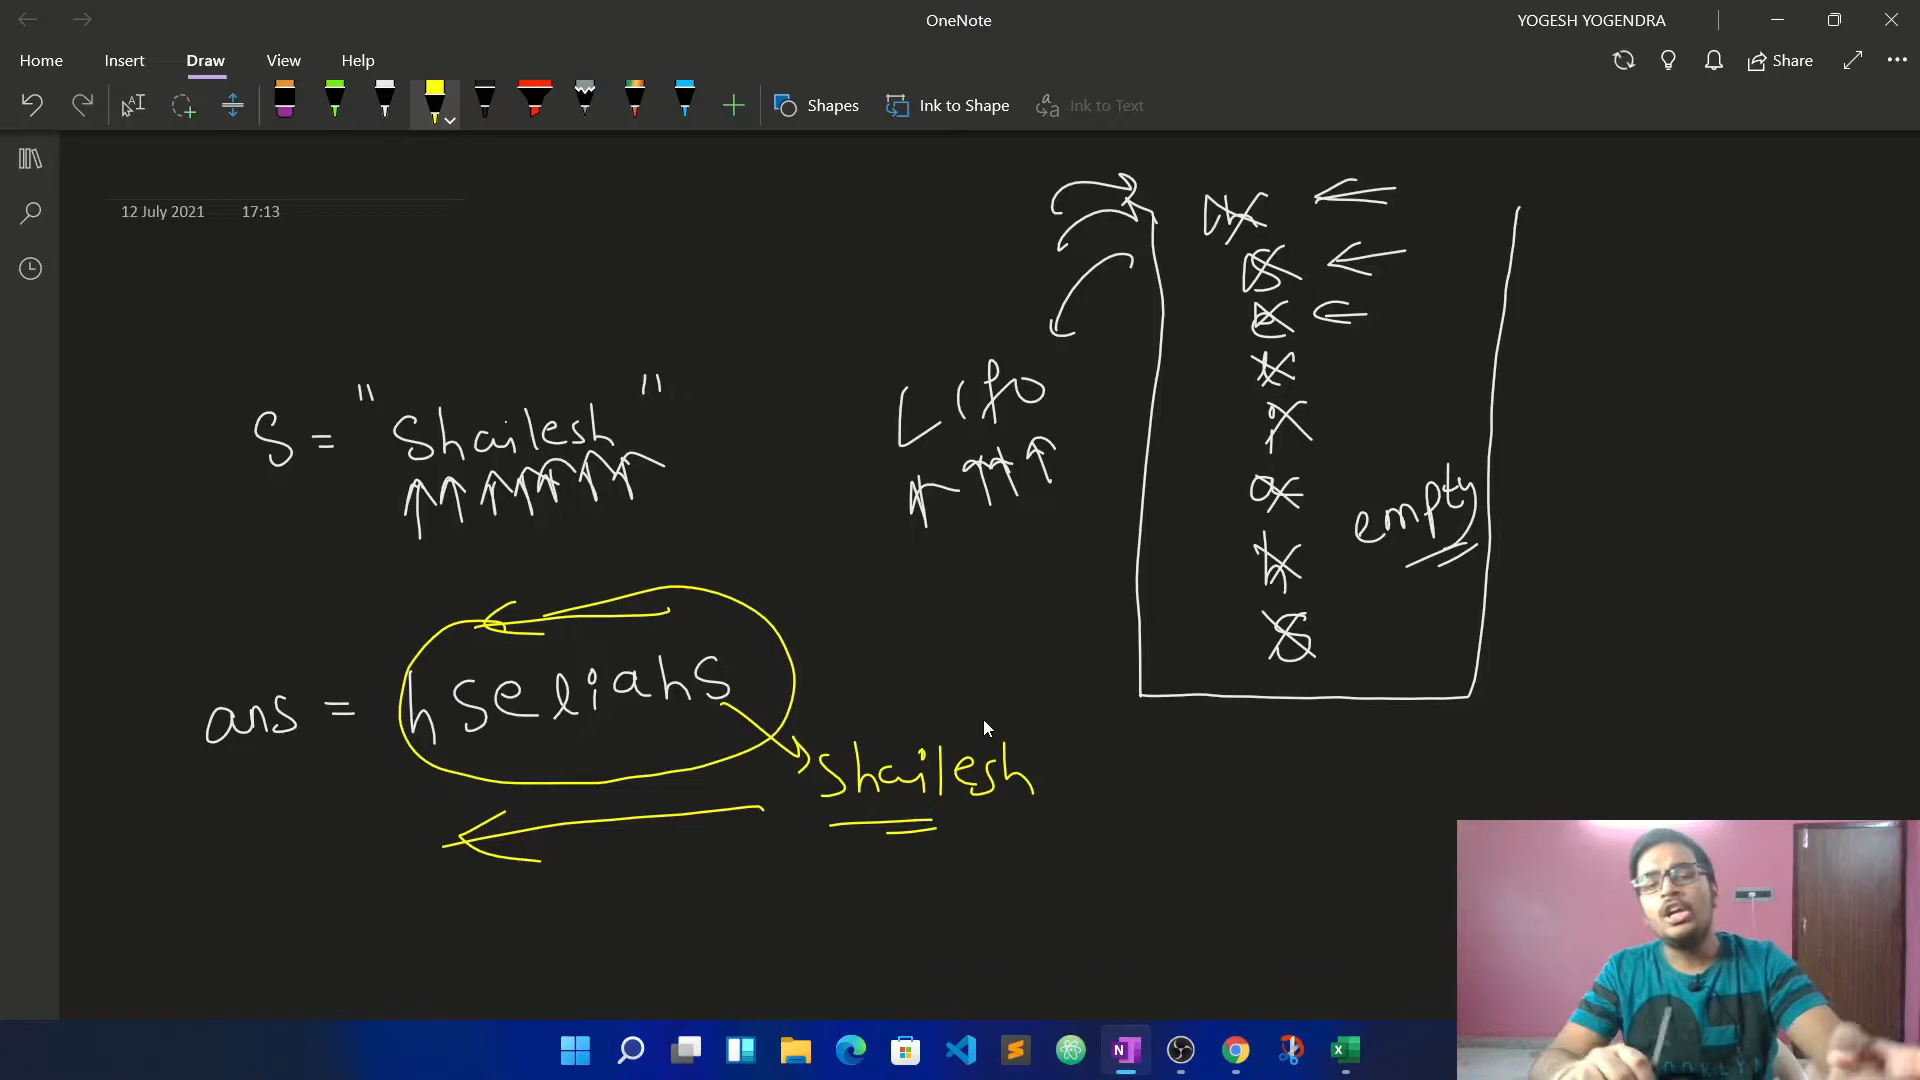 OneNote
YOGESH YOGENDRA
Home Insert Draw View Help
Share
Shapes Ink to Shape Ink to Text
12 July 2021 17:13
S = "Shailesh"
LIfo
h
s
e
l
i
a
h
S
empty
ans = hseliahs
shailesh
N